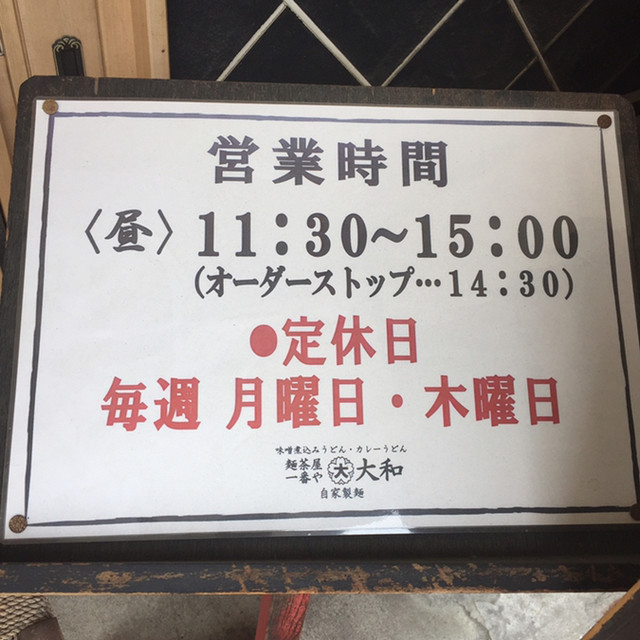 営業時間
〈昼〉11:30～15:00
(オーダーストップ…14:30)
●定休日
毎週 月曜日・木曜日
味噌煮込みうどん・カレーうどん
麺茶屋
一番や
大 大和
自家製麺